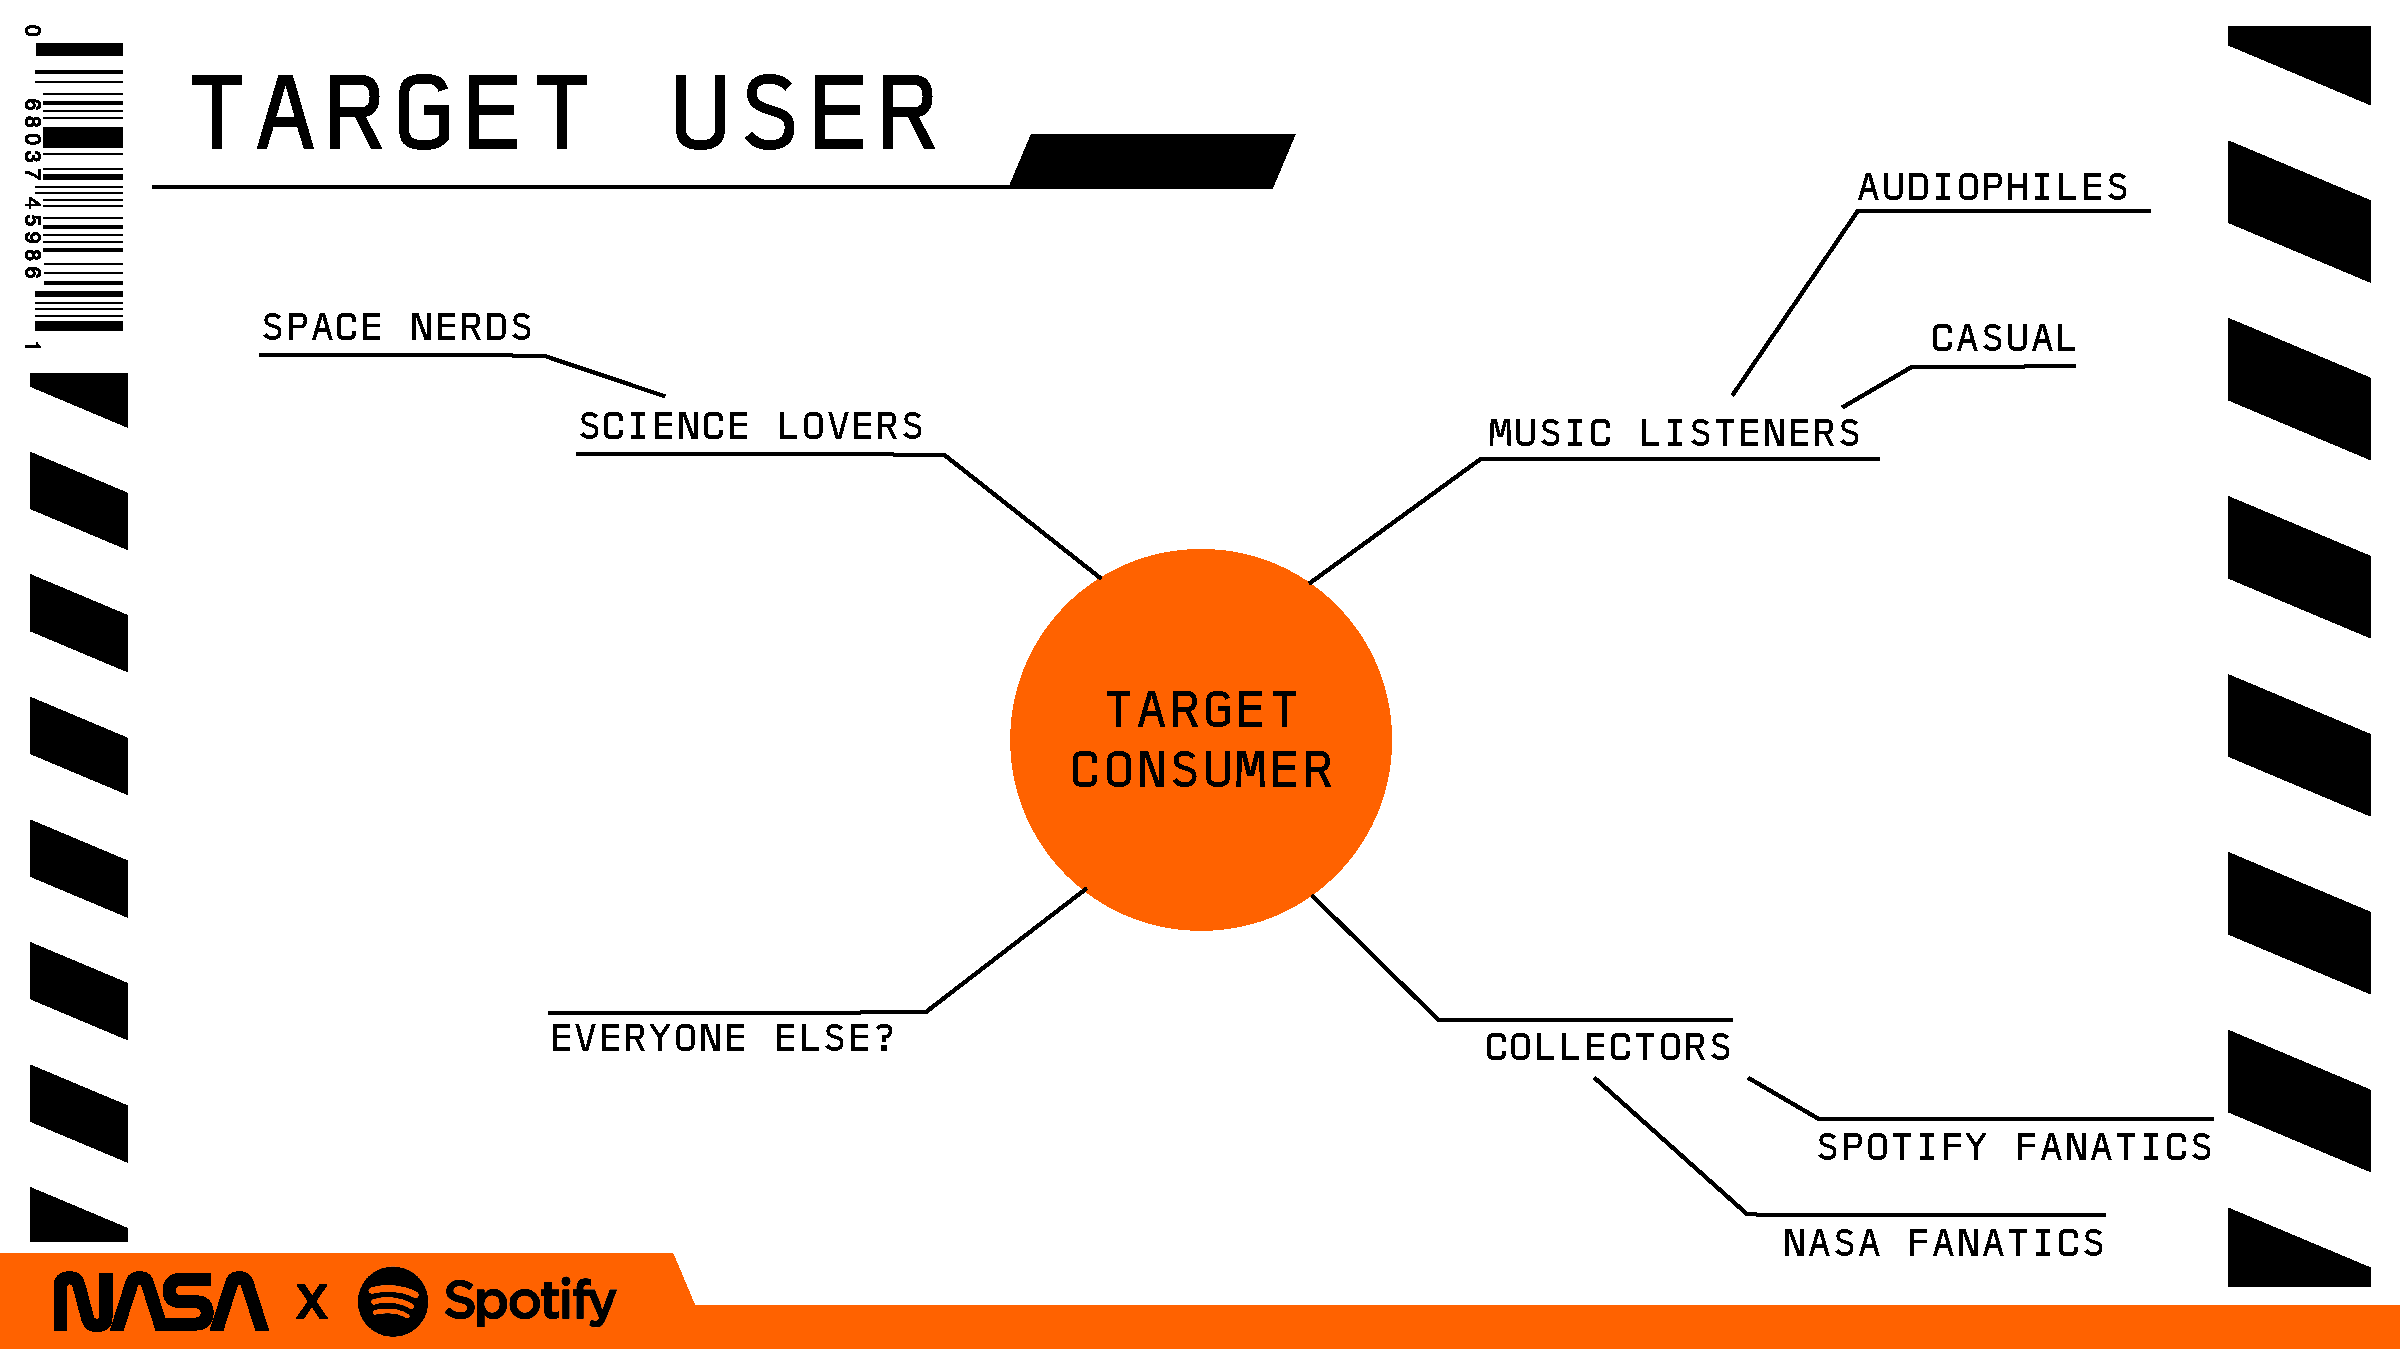 0 68037 45986 1
TARGET USER
AUDIOPHILES
SPACE NERDS
CASUAL
SCIENCE LOVERS
MUSIC LISTENERS
TARGET
CONSUMER
EVERYONE ELSE?
COLLECTORS
SPOTIFY FANATICS
NASA FANATICS
NASA X Spotify